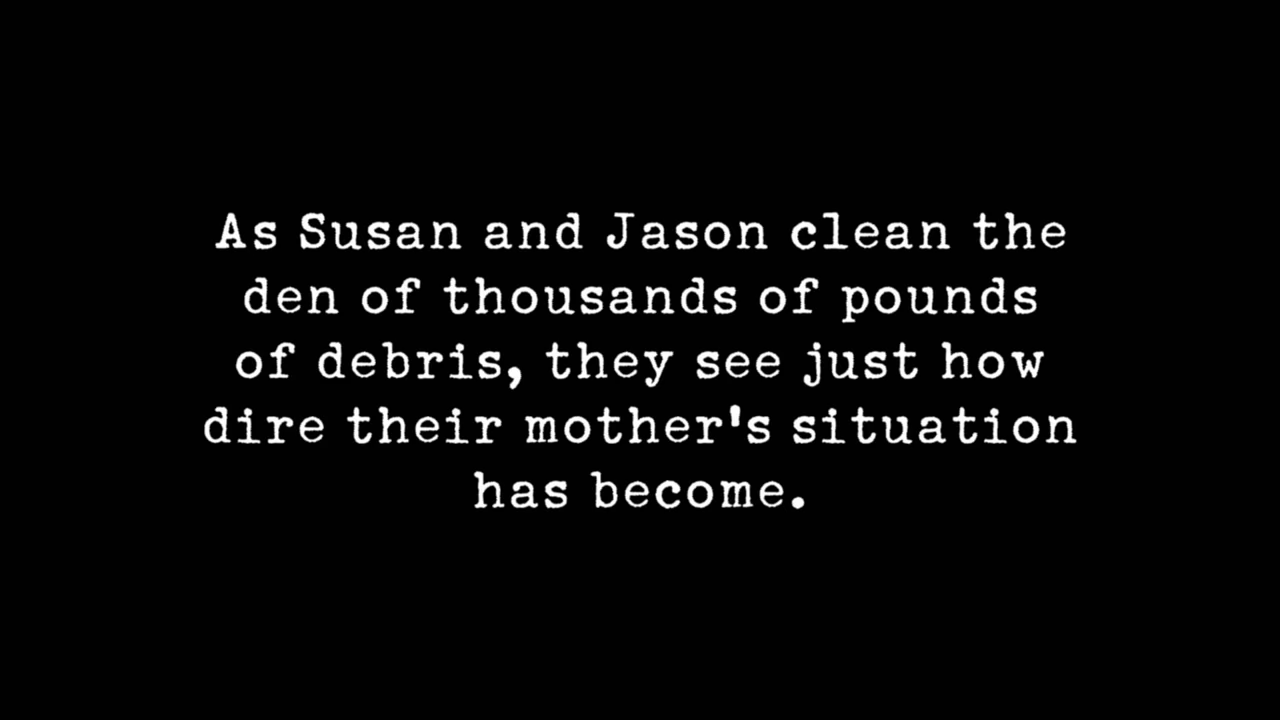 As Susan and Jason clean the
den of thousands of pounds
of debris, they see just how
dire their mother's situation
has become.